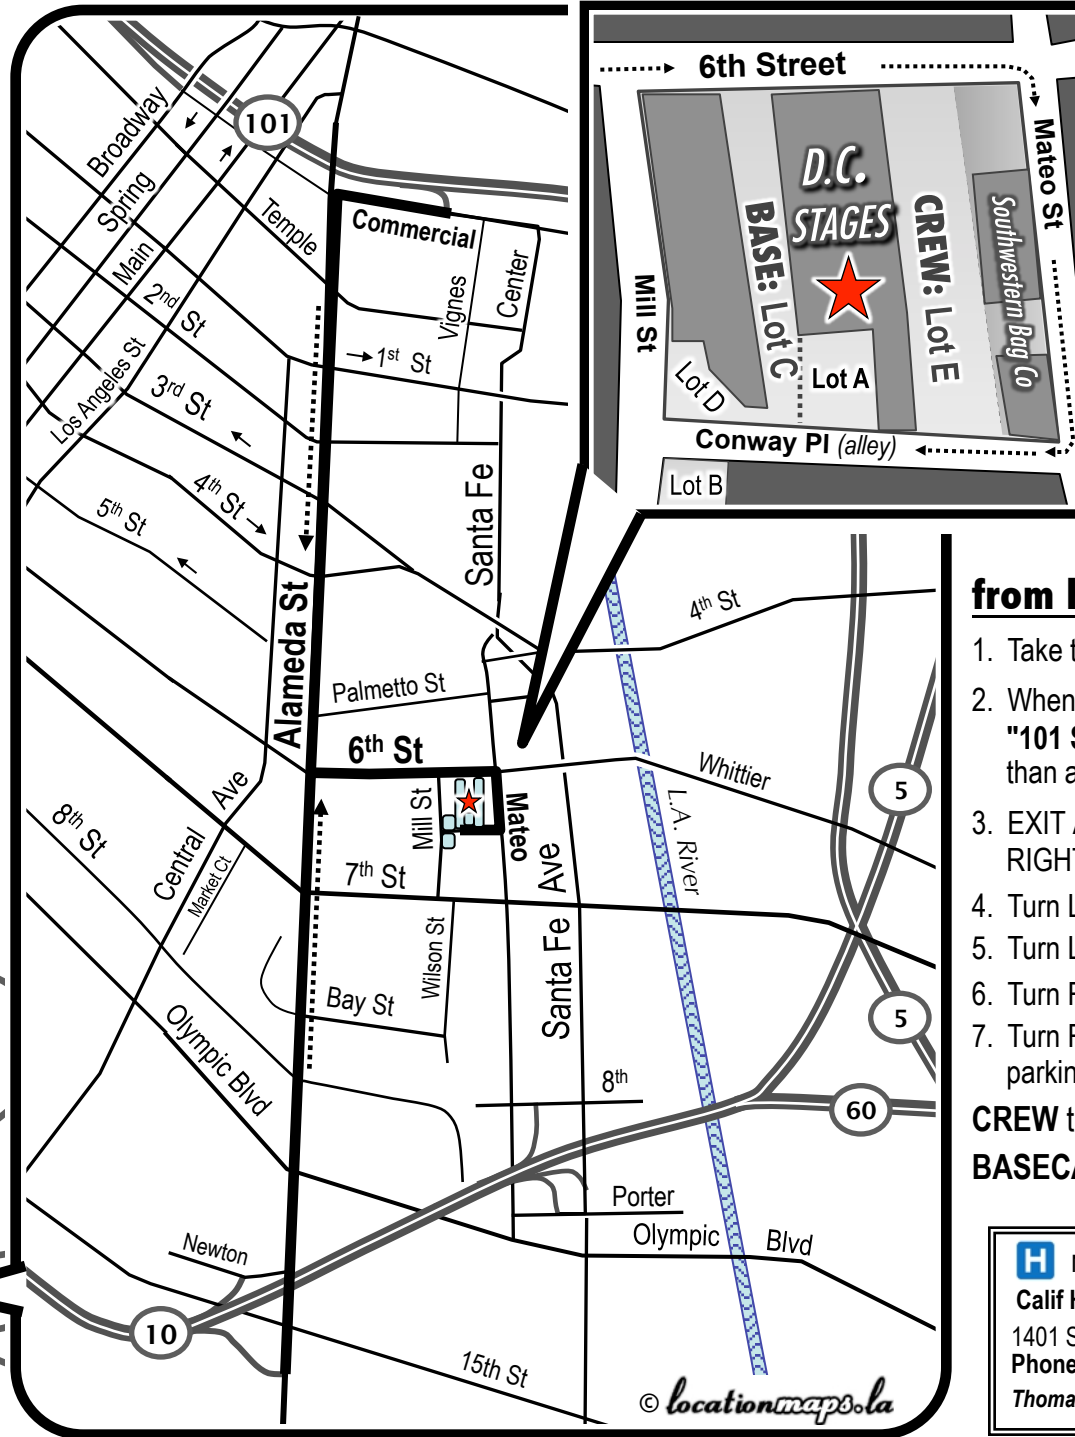 101
Broadway
Spring
Main
Temple
Commercial
Vignes
Center
2nd St
1st St
Los Angeles St
3rd St
4th St
5th St
Santa Fe
Alameda St
4th St
Palmetto St
6th St
Whittier
5
Mill St
Mateo
L.A. River
Central Ave
8th St
Market Ct
7th St
Ave
Wilson St
Santa Fe
Bay St
5
Olympic Blvd
8th
60
Porter
Olympic Blvd
Newton
10
15th St
© locationmaps.la
6th Street
Mateo St
D.C.
STAGES
BASE: Lot C
CREW: Lot E
Southwestern Bag Co
Mill St
Lot D
Lot A
Conway Pl (alley)
Lot B
from
1. Take
2. When
"101
than
3. EXIT
RIGHT
4. Turn
5. Turn
6. Turn
7. Turn
CREW
H
Calif
1401
Phone